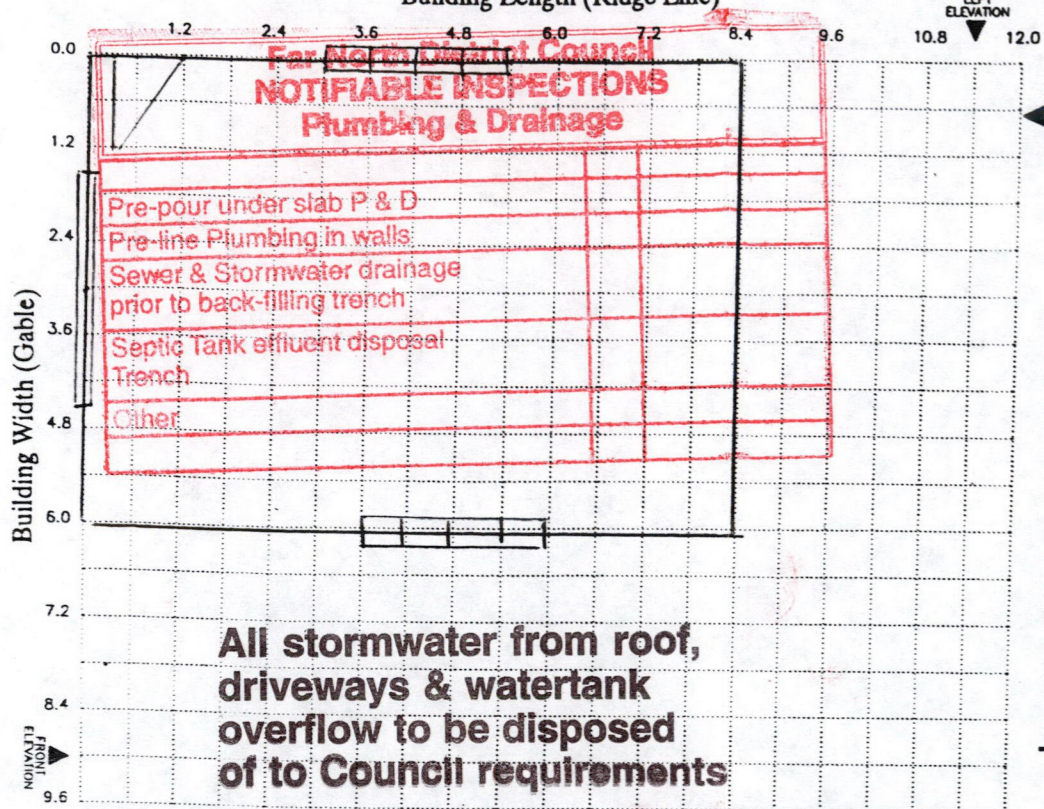 Building Length (Ridge Line)
ELEVATION
1.2 2.4 3.6 4.8 6.0 7.2 8.4 9.6 10.8 12.0
0.0
Far North District Council
NOTIFIABLE INSPECTIONS
Plumbing & Drainage
1.2
Pre-pour under slab P & D
2.4
Pre-line Plumbing in walls
Sewer & Stormwater drainage
prior to back-filling trench
3.6
Septic Tank effluent disposal
Trench
4.8
Other
6.0
Building Width (Gable)
7.2
All stormwater from roof,
driveways & watertank
8.4
overflow to be disposed
of to Council requirements
FRONT
ELEVATION
9.6